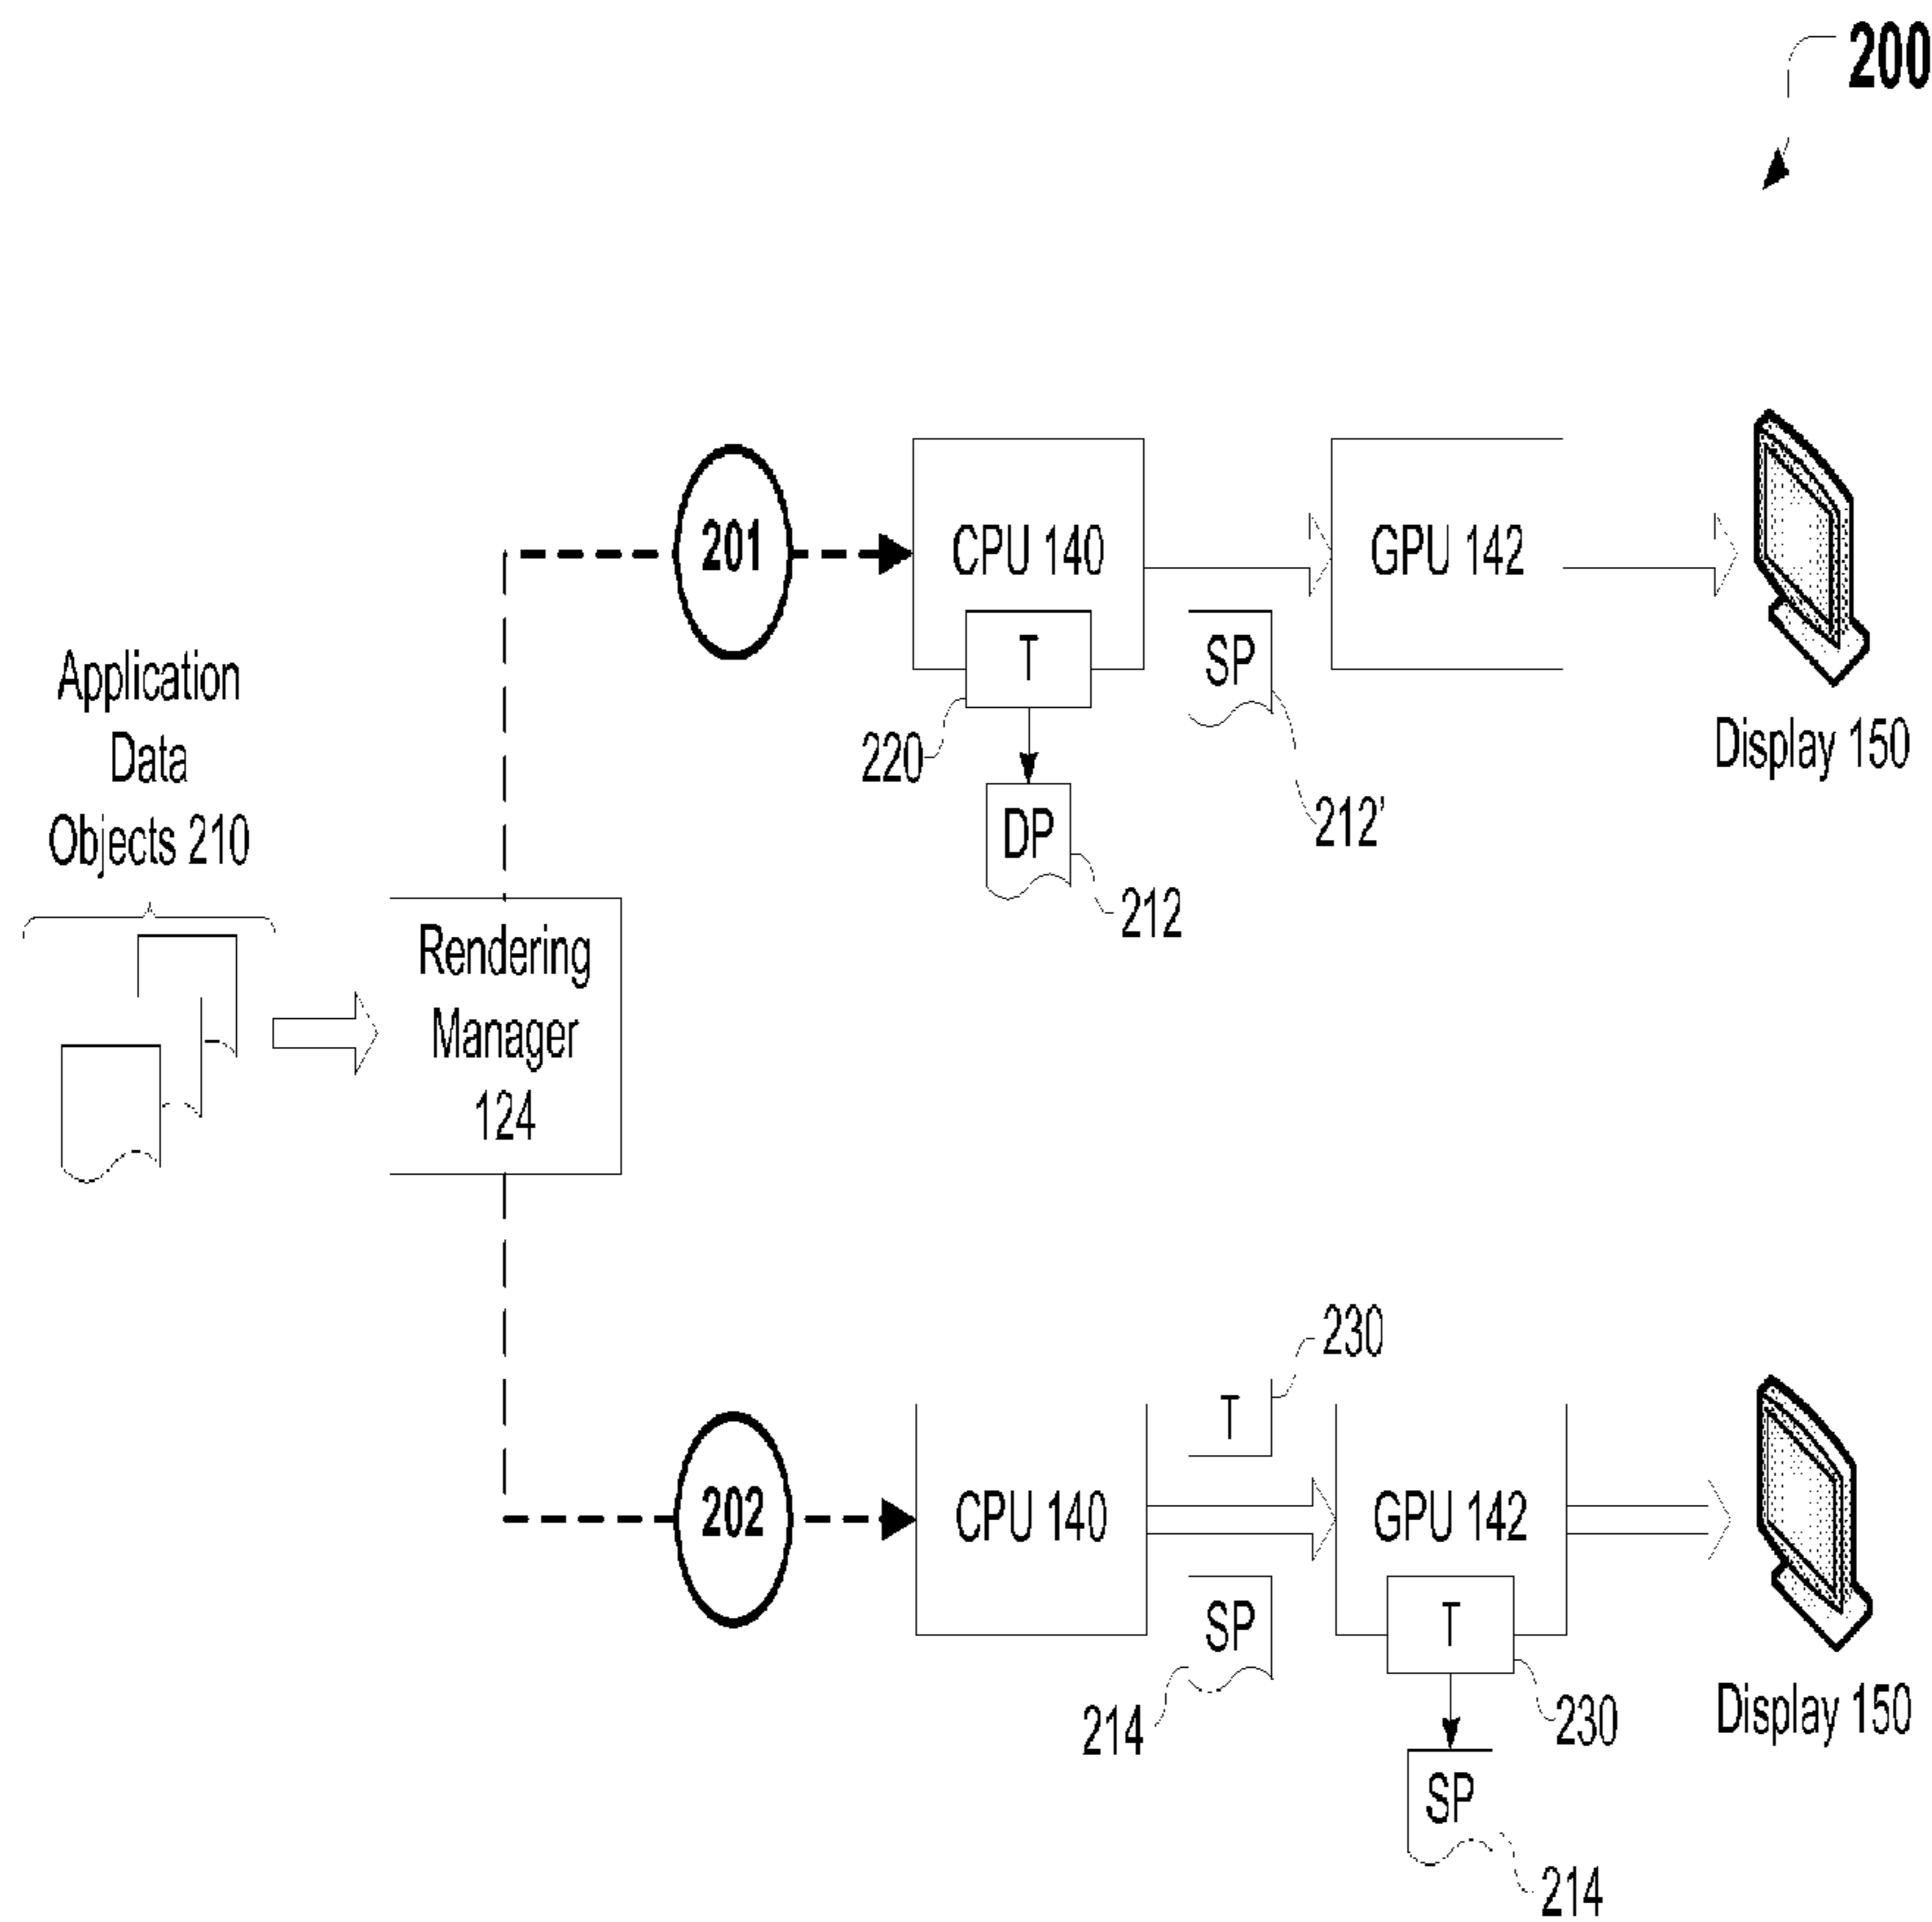 200
201
CPU 140
GPU 142
T
SP
Application
Data
Objects 210
220
Display 150
212'
DP
212
Rendering
Manager
124
230
T
202
CPU 140
GPU 142
SP
T
214
230
Display 150
SP
214